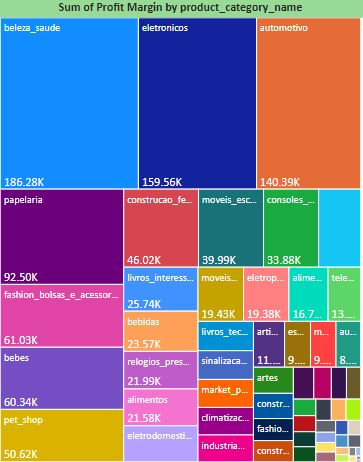 Sum of Profit Margin by product_category_name
beleza_saude
186.28K
eletronicos
159.56K
automotivo
140.39K
papelaria
92.50K
fashion_bolsas_e_acessor...
61.03K
bebes
60.34K
pet_shop
50.62K
construcao_fe...
46.02K
moveis_esc...
39.99K
consoles_...
33.88K
livros_interess...
25.74K
bebidas
23.57K
relogios_pres...
21.99K
alimentos
21.58K
eletrodomesti...
moveis...
19.43K
eletrop...
19.38K
alime...
16.7...
tele...
13....
livros_tec...
sinalizaca...
market_p...
climatizac...
industria...
arti...
11....
es...
9....
m...
9....
au...
8....
artes
constr...
fashio...
constr...